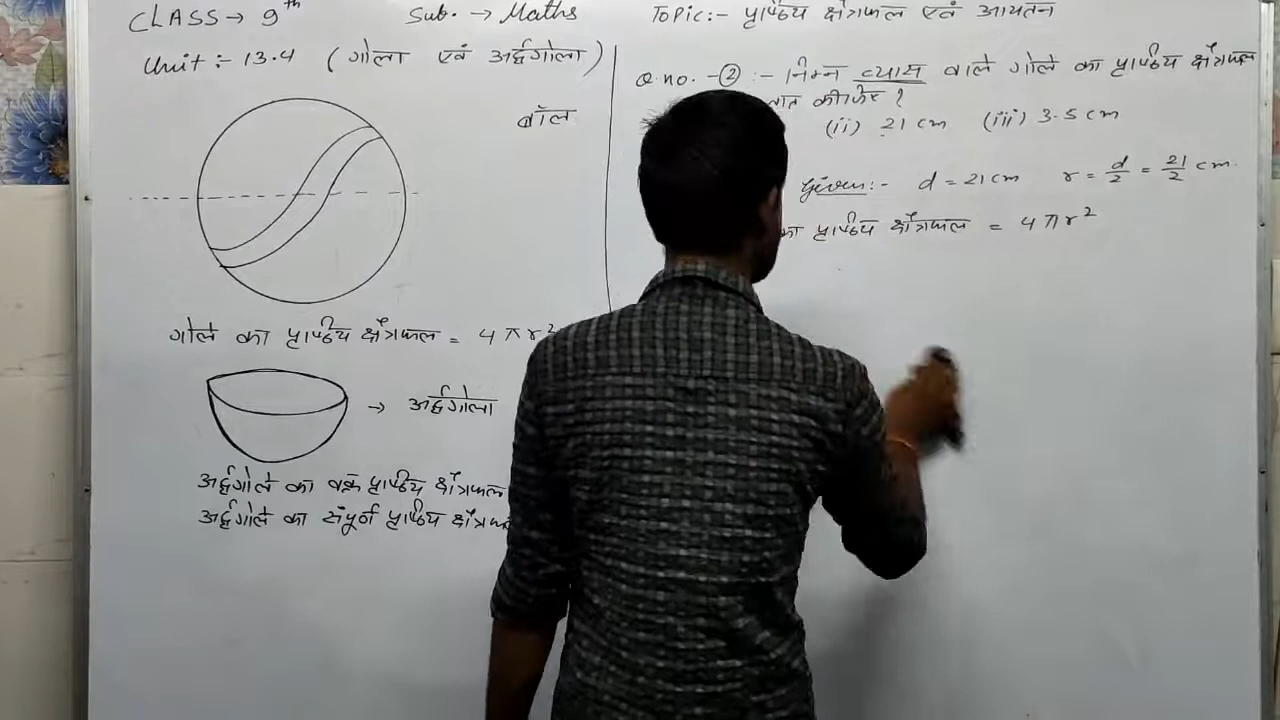 CLASS → 9th Sub. → Maths Topic:- पृष्ठीय क्षेत्रफल एवं आयतन
Unit :- 13.4 (गोला एवं अर्द्धगोला)
बॉल
गोले का पृष्ठीय क्षेत्रफल = 4πr²
→ अर्द्धगोला
अर्द्धगोले का वक्र पृष्ठीय क्षेत्रफल
अर्द्धगोले का संपूर्ण पृष्ठीय
Q.no. -② :- निम्न व्यास वाले गोले का पृष्ठीय क्षेत्रफल
कीजिए ?
(ii) 21 cm (iii) 3.5 cm
Given:- d = 21 cm r = d/2 = 21/2 cm.
का पृष्ठीय क्षेत्रफल = 4πr²